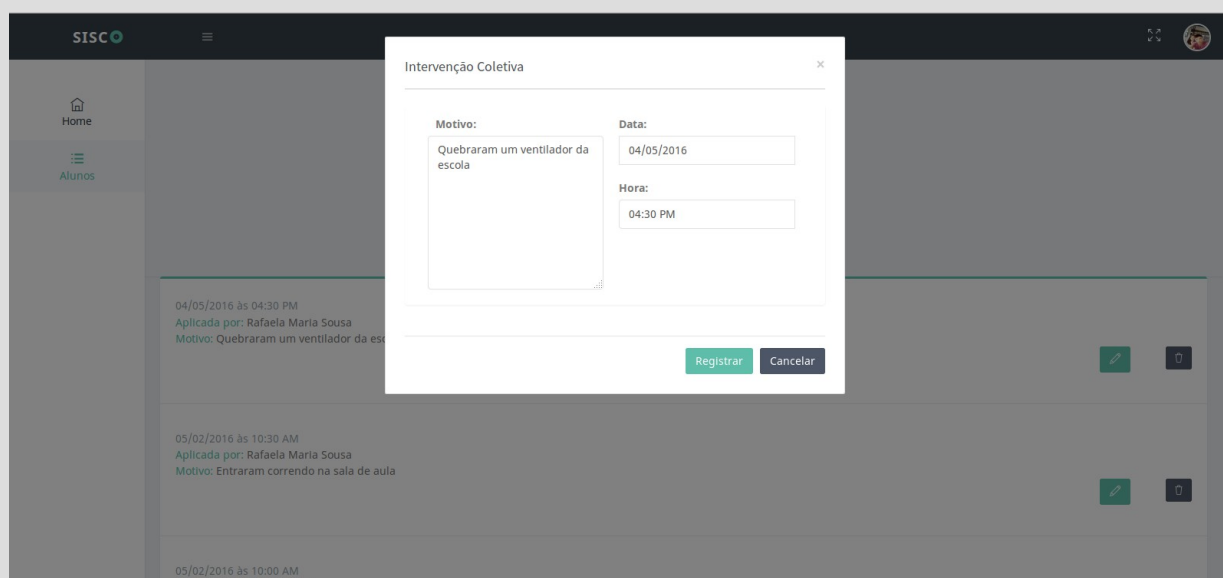 SISCO
Intervenção Coletiva
×
Home
Alunos
Motivo:
Quebraram um ventilador da
escola
Data:
04/05/2016
Hora:
04:30 PM
Registrar
Cancelar
04/05/2016 às 04:30 PM
Aplicada por: Rafaela Maria Sousa
Motivo: Quebraram um ventilador da esc
05/02/2016 às 10:30 AM
Aplicada por: Rafaela Maria Sousa
Motivo: Entraram correndo na sala de aula
05/02/2016 às 10:00 AM